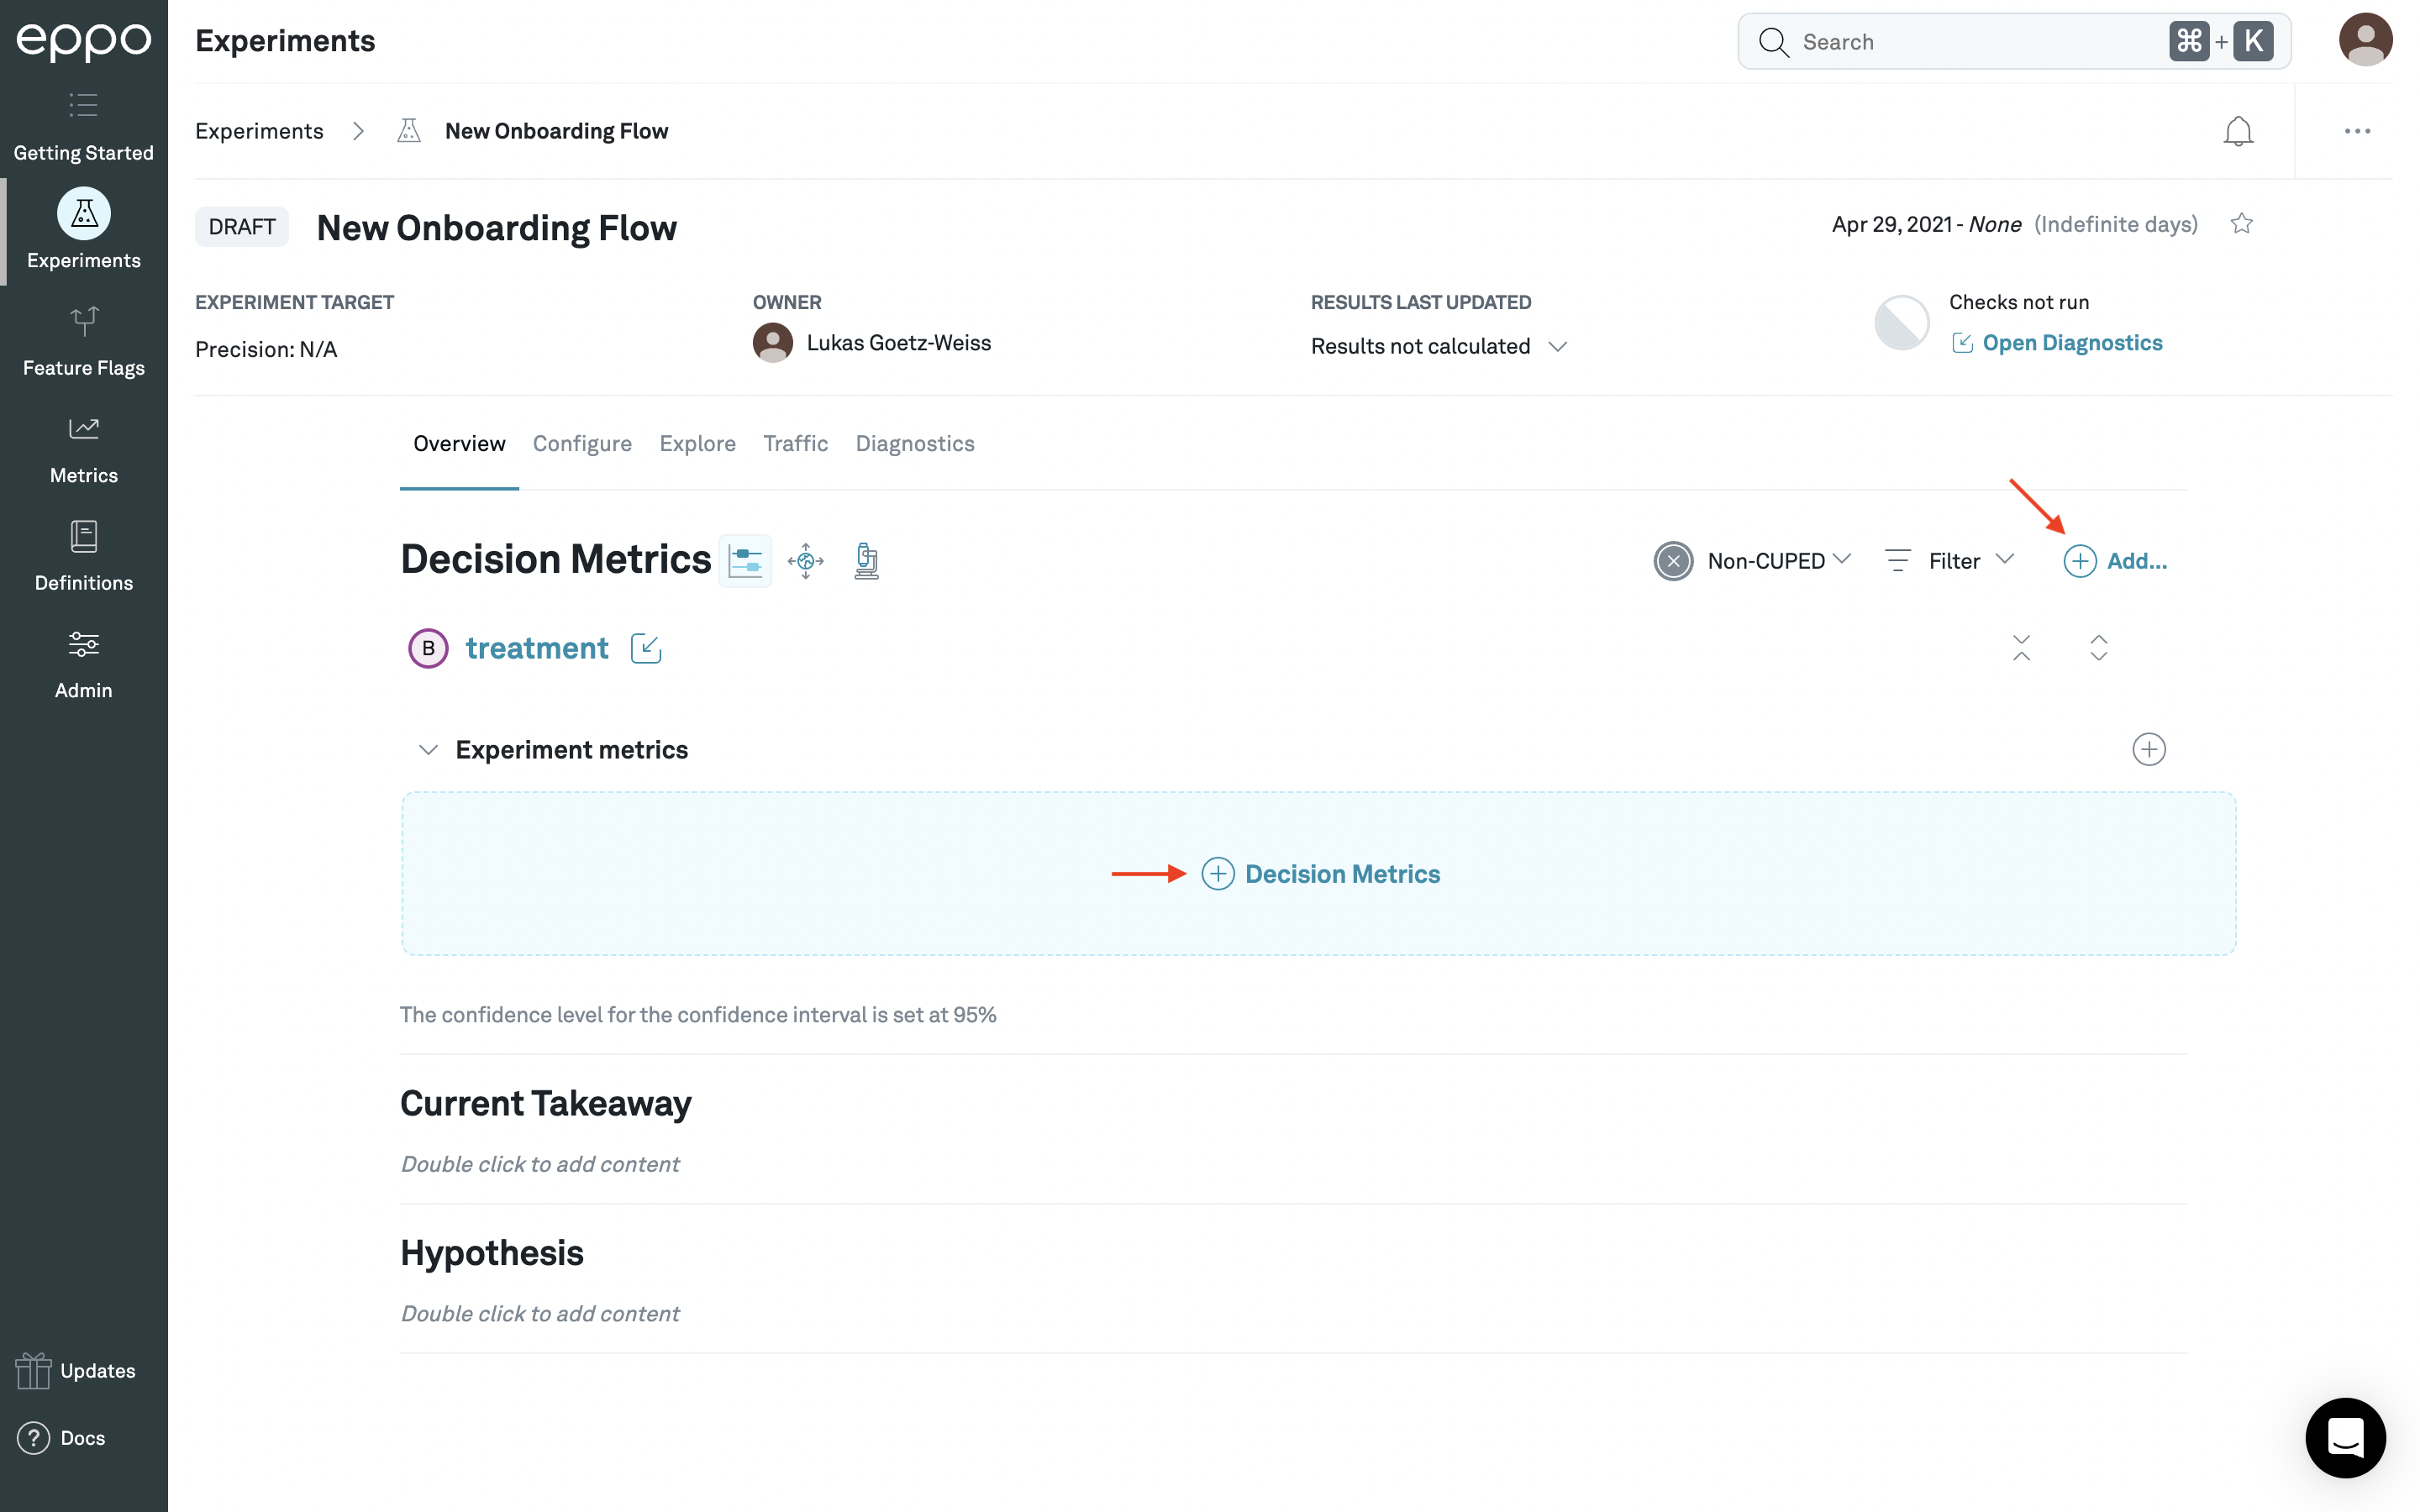 eppo
Experiments
Search ⌘ + K
Getting Started
Experiments
Feature Flags
Metrics
Definitions
Admin
Updates
? Docs
Experiments > New Onboarding Flow
DRAFT New Onboarding Flow
Apr 29, 2021 - None (Indefinite days)
EXPERIMENT TARGET
Precision: N/A
OWNER
Lukas Goetz-Weiss
RESULTS LAST UPDATED
Results not calculated
Checks not run
Open Diagnostics
Overview Configure Explore Traffic Diagnostics
Decision Metrics
Non-CUPED Filter Add...
B treatment
Experiment metrics
Decision Metrics
The confidence level for the confidence interval is set at 95%
Current Takeaway
Double click to add content
Hypothesis
Double click to add content